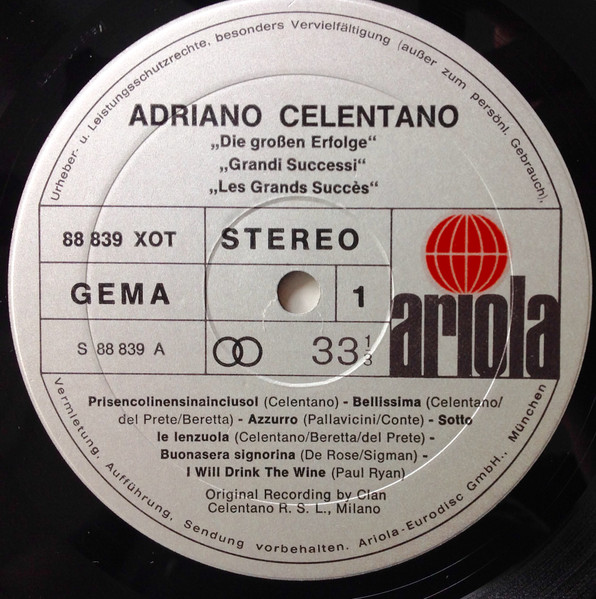 Urheber- u. Leistungsschutzrechte, besonders Vervielfältigung (außer zum persönl. Gebrauch),
ADRIANO CELENTANO
„Die großen Erfolge“
„Grandi Successi“
„Les Grands Succès“
88 839 XOT
STEREO
GEMA
1
ariola
S 88 839 A
33 1/3
Prisencolinensinainclusol (Celentano) - Bellissima (Celentano/
del Prete/Beretta) - Azzurro (Pallavicini/Conte) - Sotto
le lenzuola (Celentano/Beretta/del Prete) -
Buonasera signorina (De Rose/Sigman) -
I Will Drink The Wine (Paul Ryan)
Original Recording by Clan
Celentano R. S. L., Milano
Vermietung, Aufführung, Sendung vorbehalten. Ariola-Eurodisc GmbH., München